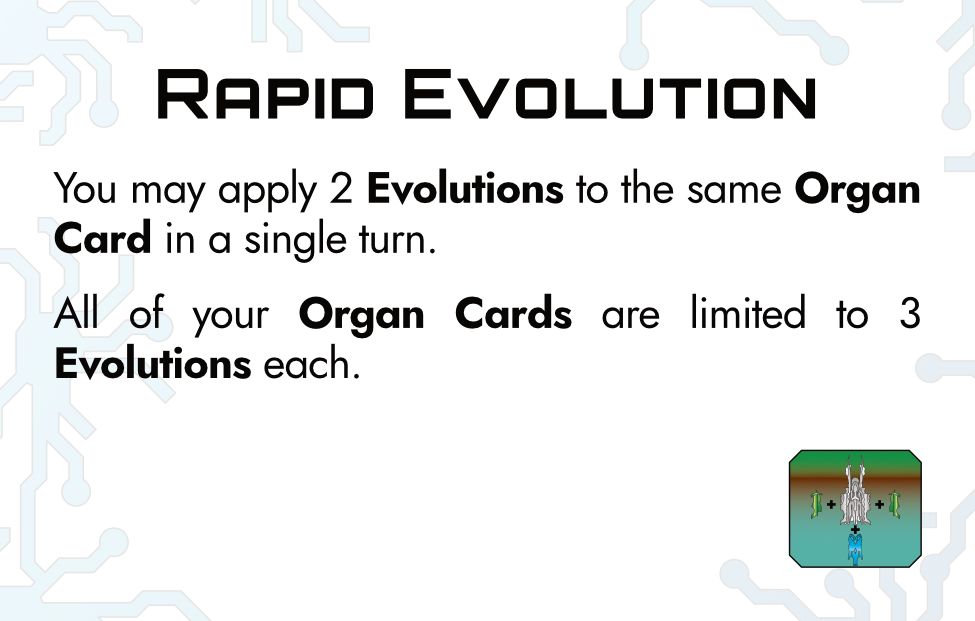 RAPID EVOLUTION
You may apply 2 Evolutions to the same Organ
Card in a single turn.
All of your Organ Cards are limited to 3
Evolutions each.
+ +
+